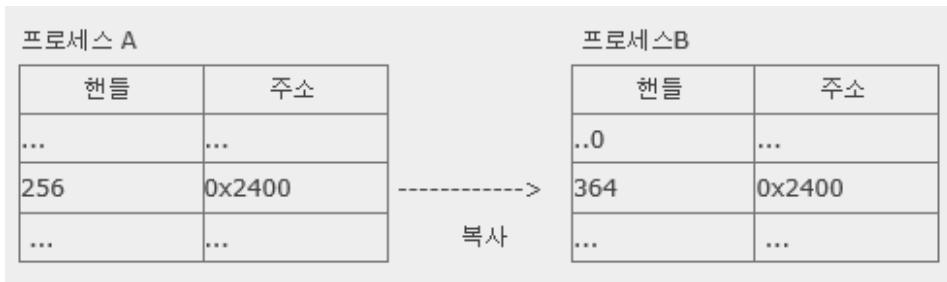 프로세스 A 프로세스B
핸들 주소 핸들 주소
... ... ..0 ...
256 0x2400 ------------> 364 0x2400
... ... 복사 ... ...